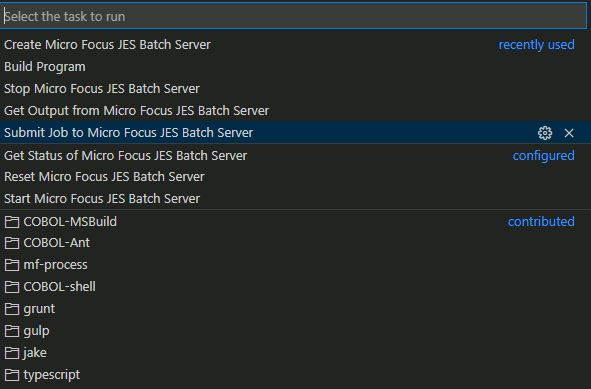 Select the task to run
Create Micro Focus JES Batch Server recently used
Build Program
Stop Micro Focus JES Batch Server
Get Output from Micro Focus JES Batch Server
Submit Job to Micro Focus JES Batch Server
Get Status of Micro Focus JES Batch Server configured
Reset Micro Focus JES Batch Server
Start Micro Focus JES Batch Server
COBOL-MSBuild contributed
COBOL-Ant
mf-process
COBOL-shell
grunt
gulp
jake
typescript